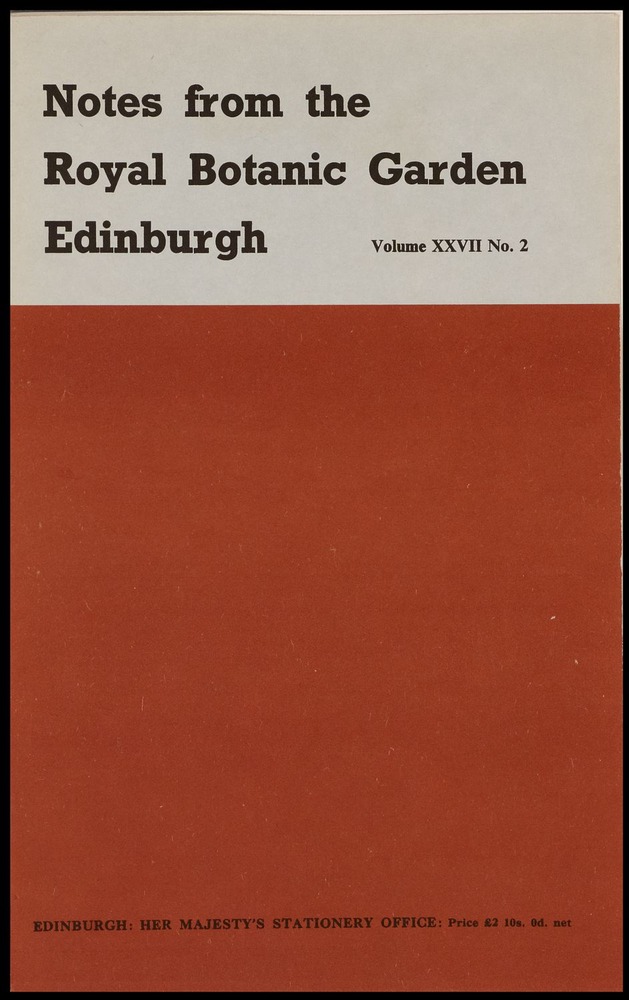 Notes from the
Royal Botanic Garden
Edinburgh
Volume XXVII No. 2
EDINBURGH: HER MAJESTY'S STATIONERY OFFICE: Price £2 10s. 0d. net